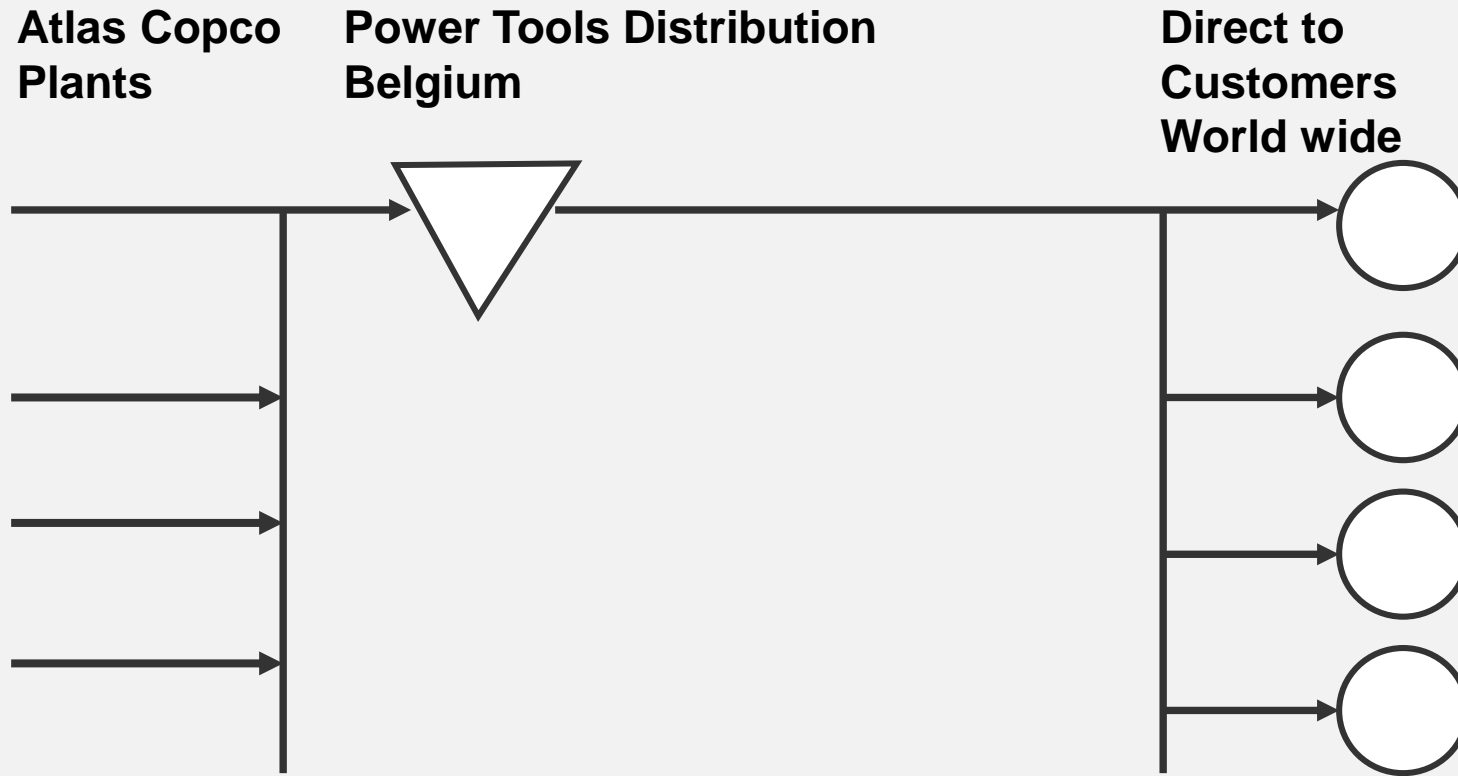 Atlas Copco
Plants
Power Tools Distribution
Belgium
Direct to
Customers
World wide